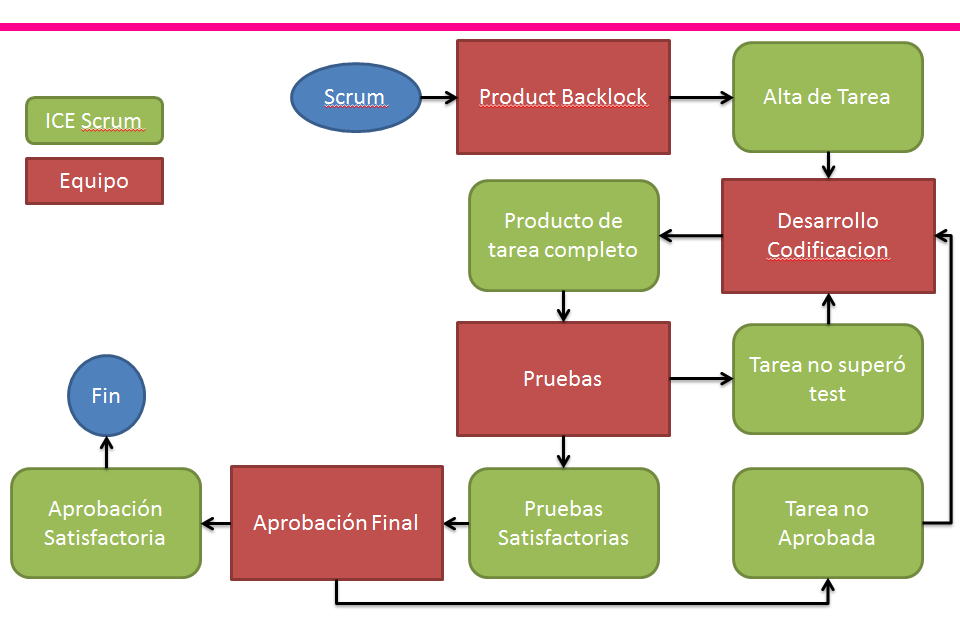 Scrum
Product Backlock
Alta de Tarea
ICE Scrum
Equipo
Producto de
tarea completo
Desarrollo
Codificacion
Pruebas
Tarea no superó
test
Fin
Aprobación
Satisfactoria
Aprobación Final
Pruebas
Satisfactorias
Tarea no
Aprobada